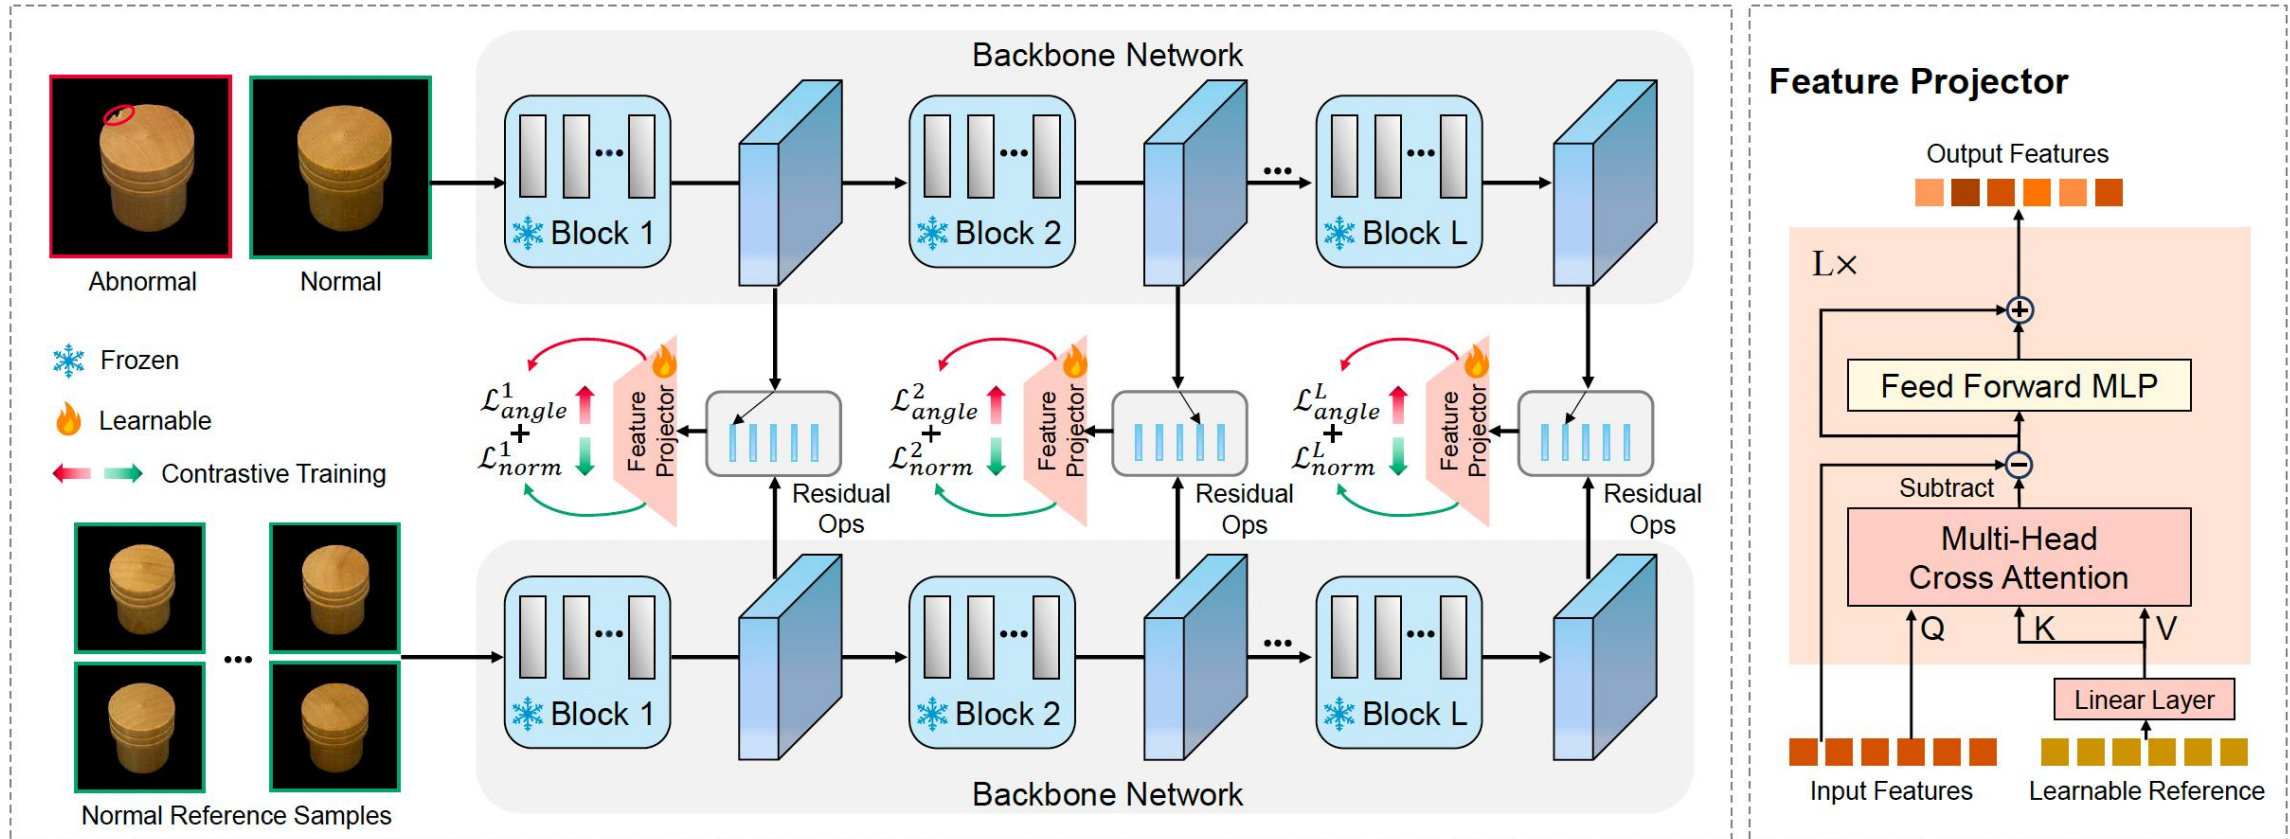 Backbone Network
Block 1
Block 2
...
Block L
Abnormal
Normal
Frozen
Learnable
Contrastive Training
ℒ¹angle
+
ℒ¹norm
Feature
Projector
Residual
Ops
ℒ²angle
+
ℒ²norm
Feature
Projector
Residual
Ops
ℒᴸangle
+
ℒᴸnorm
Feature
Projector
Residual
Ops
...
Normal Reference Samples
Block 1
Block 2
...
Block L
Backbone Network
Feature Projector
Output Features
L×
+
Feed Forward MLP
−
Subtract
Multi-Head
Cross Attention
Q
K
V
Linear Layer
Input Features
Learnable Reference